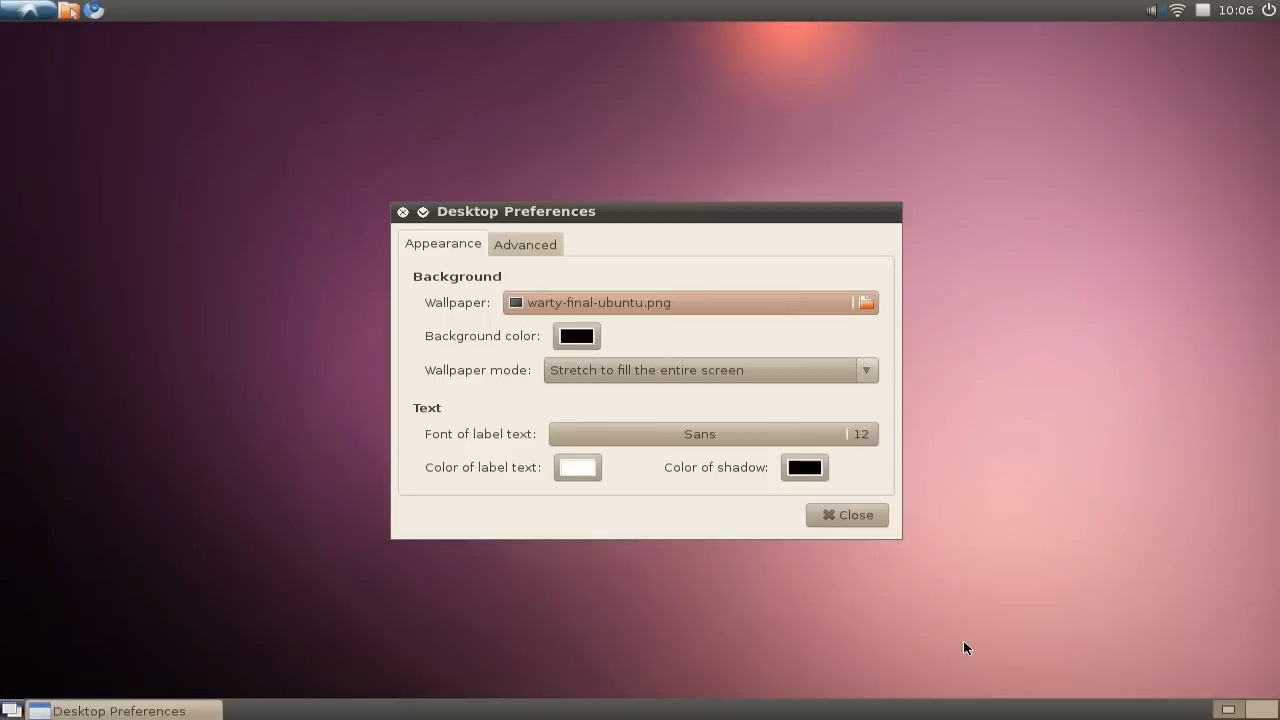 10:06
Desktop Preferences
Appearance Advanced
Background
Wallpaper: warty-final-ubuntu.png
Background color:
Wallpaper mode: Stretch to fill the entire screen
Text
Font of label text: Sans 12
Color of label text: Color of shadow:
Close
Desktop Preferences